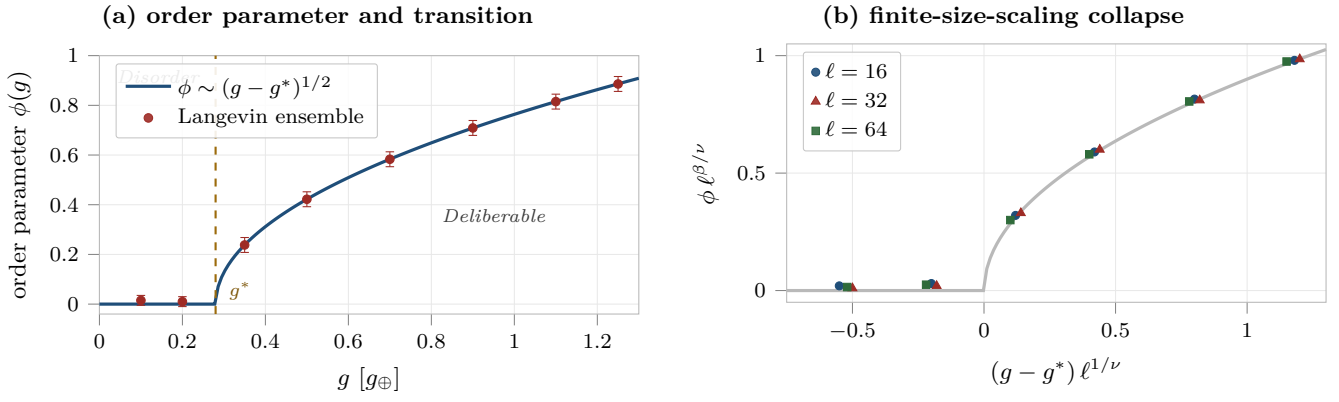 (a) order parameter and transition
order parameter ϕ(g)
1
0.8
0.6
0.4
0.2
0
Disorder
ϕ ∼ (g − g*)^{1/2}
Langevin ensemble
Deliberable
g*
0 0.2 0.4 0.6 0.8 1 1.2
g [g⊕]
(b) finite-size-scaling collapse
ϕ ℓ^{β/ν}
1
0.5
0
ℓ = 16
ℓ = 32
ℓ = 64
−0.5 0 0.5 1
(g − g*) ℓ^{1/ν}